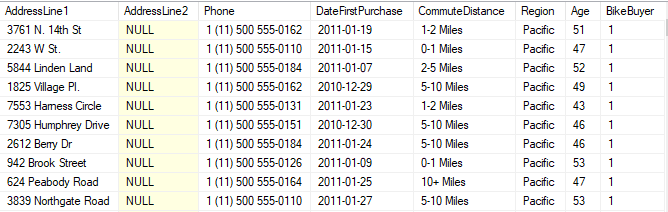 AddressLine1 AddressLine2 Phone DateFirstPurchase CommuteDistance Region Age BikeBuyer
3761 N. 14th St NULL 1 (11) 500 555-0162 2011-01-19 1-2 Miles Pacific 51 1
2243 W St. NULL 1 (11) 500 555-0110 2011-01-15 0-1 Miles Pacific 47 1
5844 Linden Land NULL 1 (11) 500 555-0184 2011-01-07 2-5 Miles Pacific 52 1
1825 Village Pl. NULL 1 (11) 500 555-0162 2010-12-29 5-10 Miles Pacific 49 1
7553 Harness Circle NULL 1 (11) 500 555-0131 2011-01-23 1-2 Miles Pacific 43 1
7305 Humphrey Drive NULL 1 (11) 500 555-0151 2010-12-30 5-10 Miles Pacific 46 1
2612 Berry Dr NULL 1 (11) 500 555-0184 2011-01-24 5-10 Miles Pacific 46 1
942 Brook Street NULL 1 (11) 500 555-0126 2011-01-09 0-1 Miles Pacific 53 1
624 Peabody Road NULL 1 (11) 500 555-0164 2011-01-25 10+ Miles Pacific 47 1
3839 Northgate Road NULL 1 (11) 500 555-0110 2011-01-27 5-10 Miles Pacific 53 1